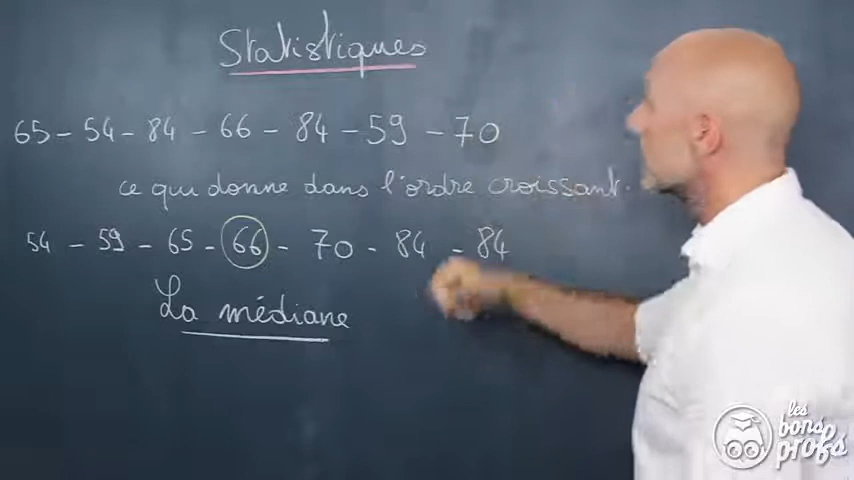 Statistiques
65 - 54 - 84 - 66 - 84 - 59 - 70
ce qui donne dans l'ordre croissant.
54 - 59 - 65 - 66 - 70 - 84 - 84
La médiane
les
bons
profs